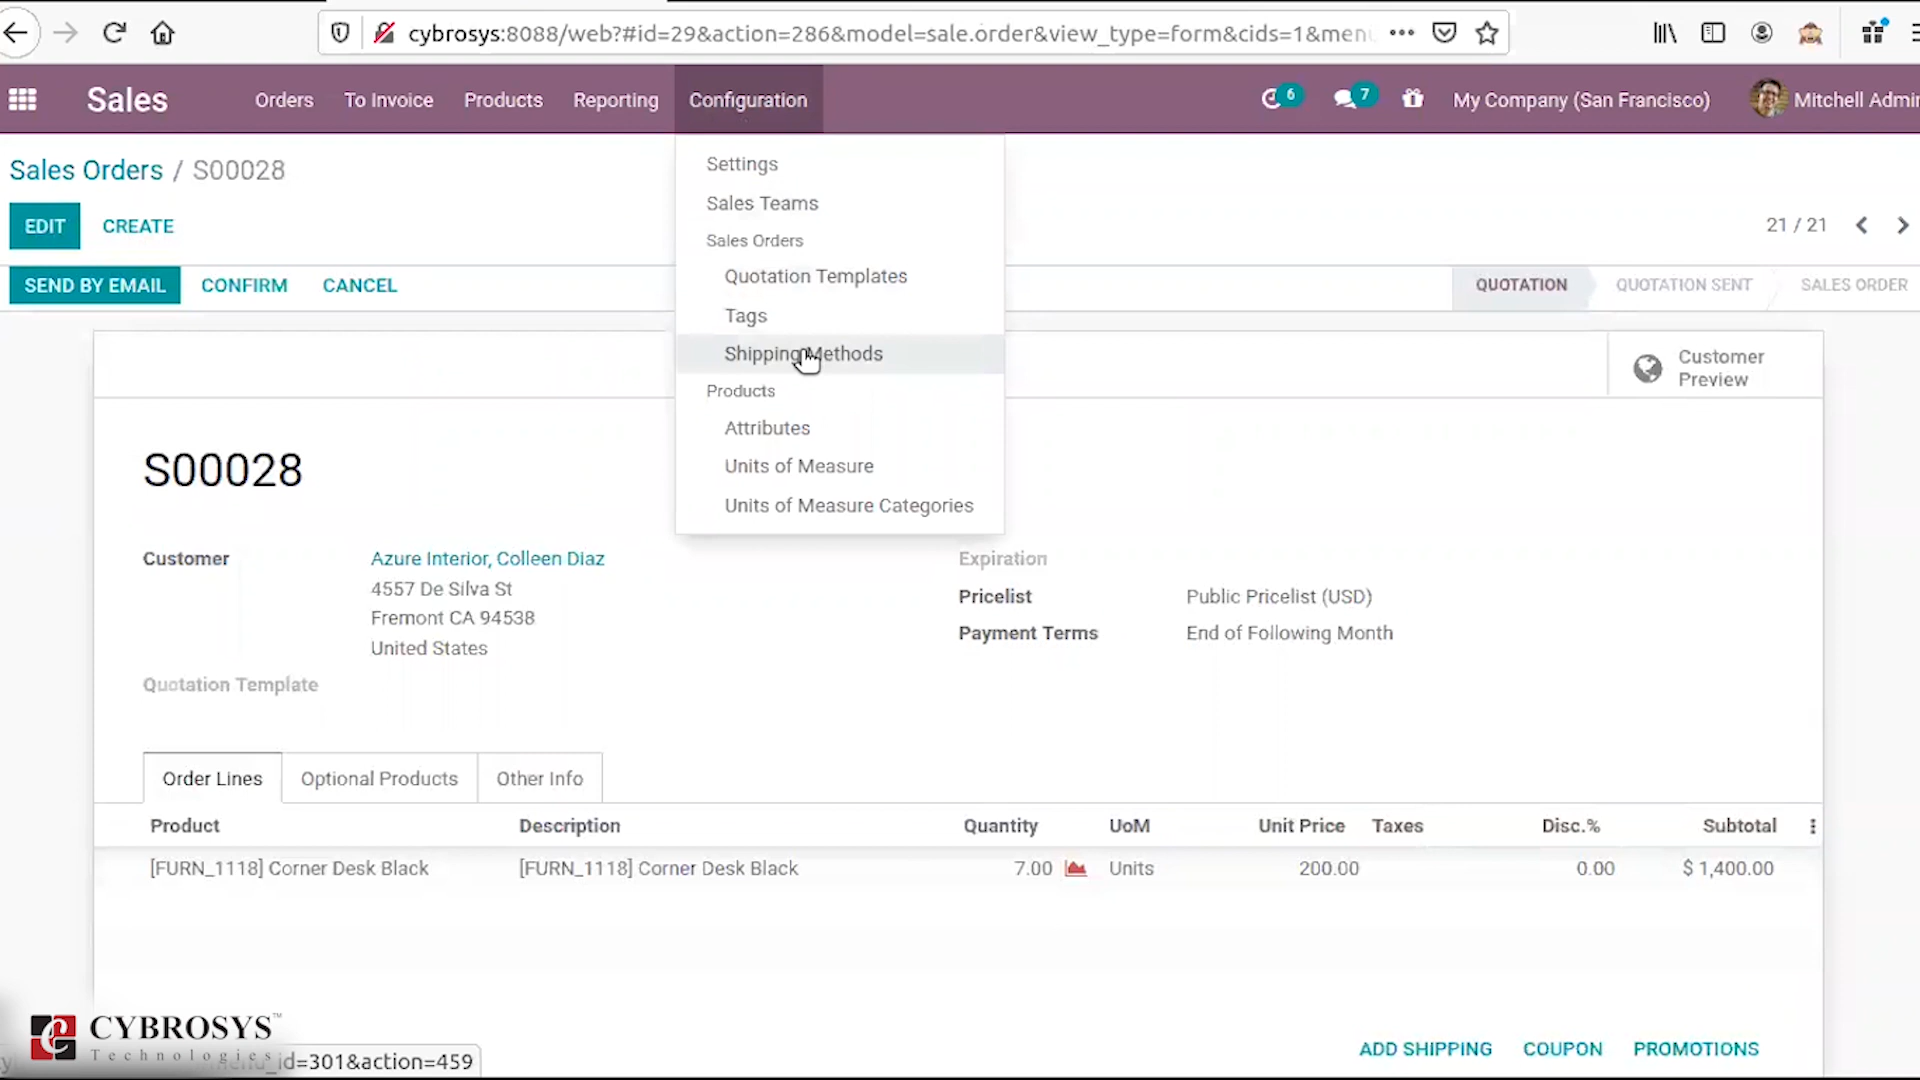 cybrosys:8088/web?#id=29&action=286&model=sale.order&view_type=form&cids=1&menu
Sales Orders To Invoice Products Reporting Configuration 6 7 My Company (San Francisco) Mitchell Admin
Sales Orders / S00028
EDIT CREATE
21 / 21
SEND BY EMAIL CONFIRM CANCEL
QUOTATION QUOTATION SENT SALES ORDER
Settings
Sales Teams
Sales Orders
Quotation Templates
Tags
Shipping Methods
Products
Attributes
Units of Measure
Units of Measure Categories
Customer
Preview
S00028
Customer Azure Interior, Colleen Diaz
4557 De Silva St
Fremont CA 94538
United States
Quotation Template
Expiration
Pricelist Public Pricelist (USD)
Payment Terms End of Following Month
Order Lines Optional Products Other Info
Product Description Quantity UoM Unit Price Taxes Disc.% Subtotal
[FURN_1118] Corner Desk Black [FURN_1118] Corner Desk Black 7.00 Units 200.00 0.00 $ 1,400.00
ADD SHIPPING COUPON PROMOTIONS
CYBROSYS™
Technologies
_id=301&action=459